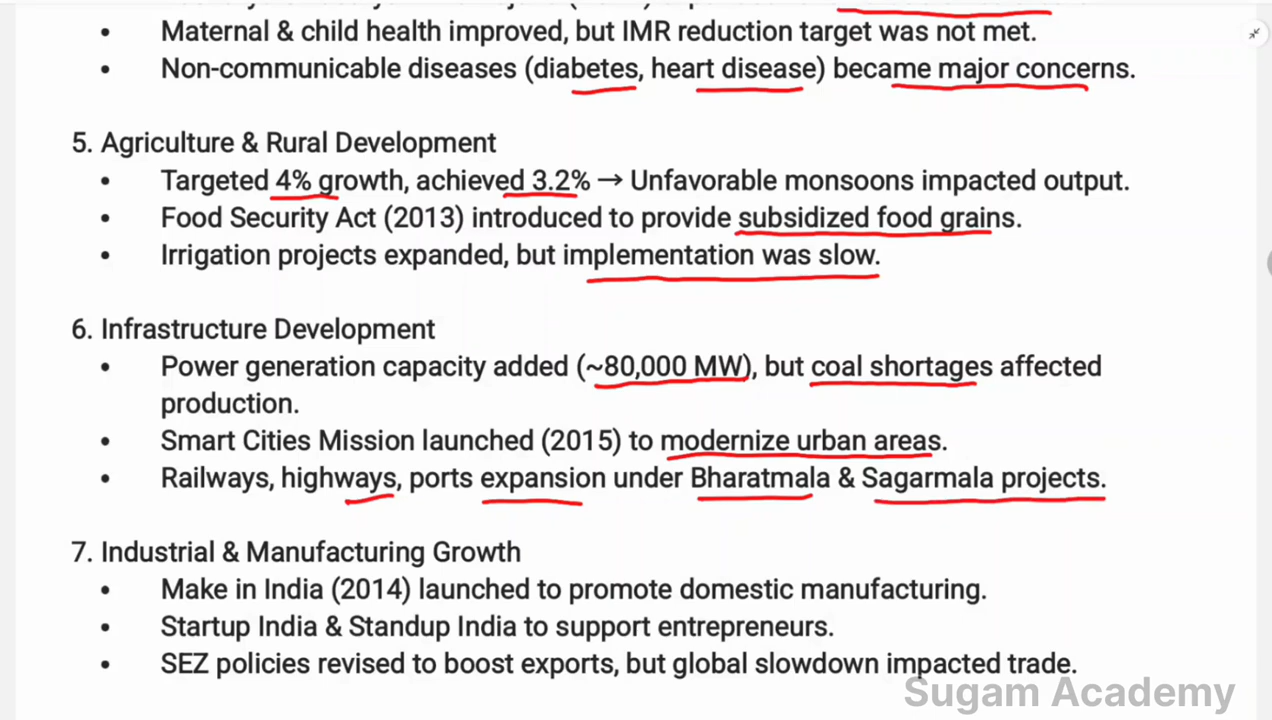 • Maternal & child health improved, but IMR reduction target was not met.
• Non-communicable diseases (diabetes, heart disease) became major concerns.
5. Agriculture & Rural Development
• Targeted 4% growth, achieved 3.2% → Unfavorable monsoons impacted output.
• Food Security Act (2013) introduced to provide subsidized food grains.
• Irrigation projects expanded, but implementation was slow.
6. Infrastructure Development
• Power generation capacity added (~80,000 MW), but coal shortages affected
production.
• Smart Cities Mission launched (2015) to modernize urban areas.
• Railways, highways, ports expansion under Bharatmala & Sagarmala projects.
7. Industrial & Manufacturing Growth
• Make in India (2014) launched to promote domestic manufacturing.
• Startup India & Standup India to support entrepreneurs.
• SEZ policies revised to boost exports, but global slowdown impacted trade.
Sugam Academy